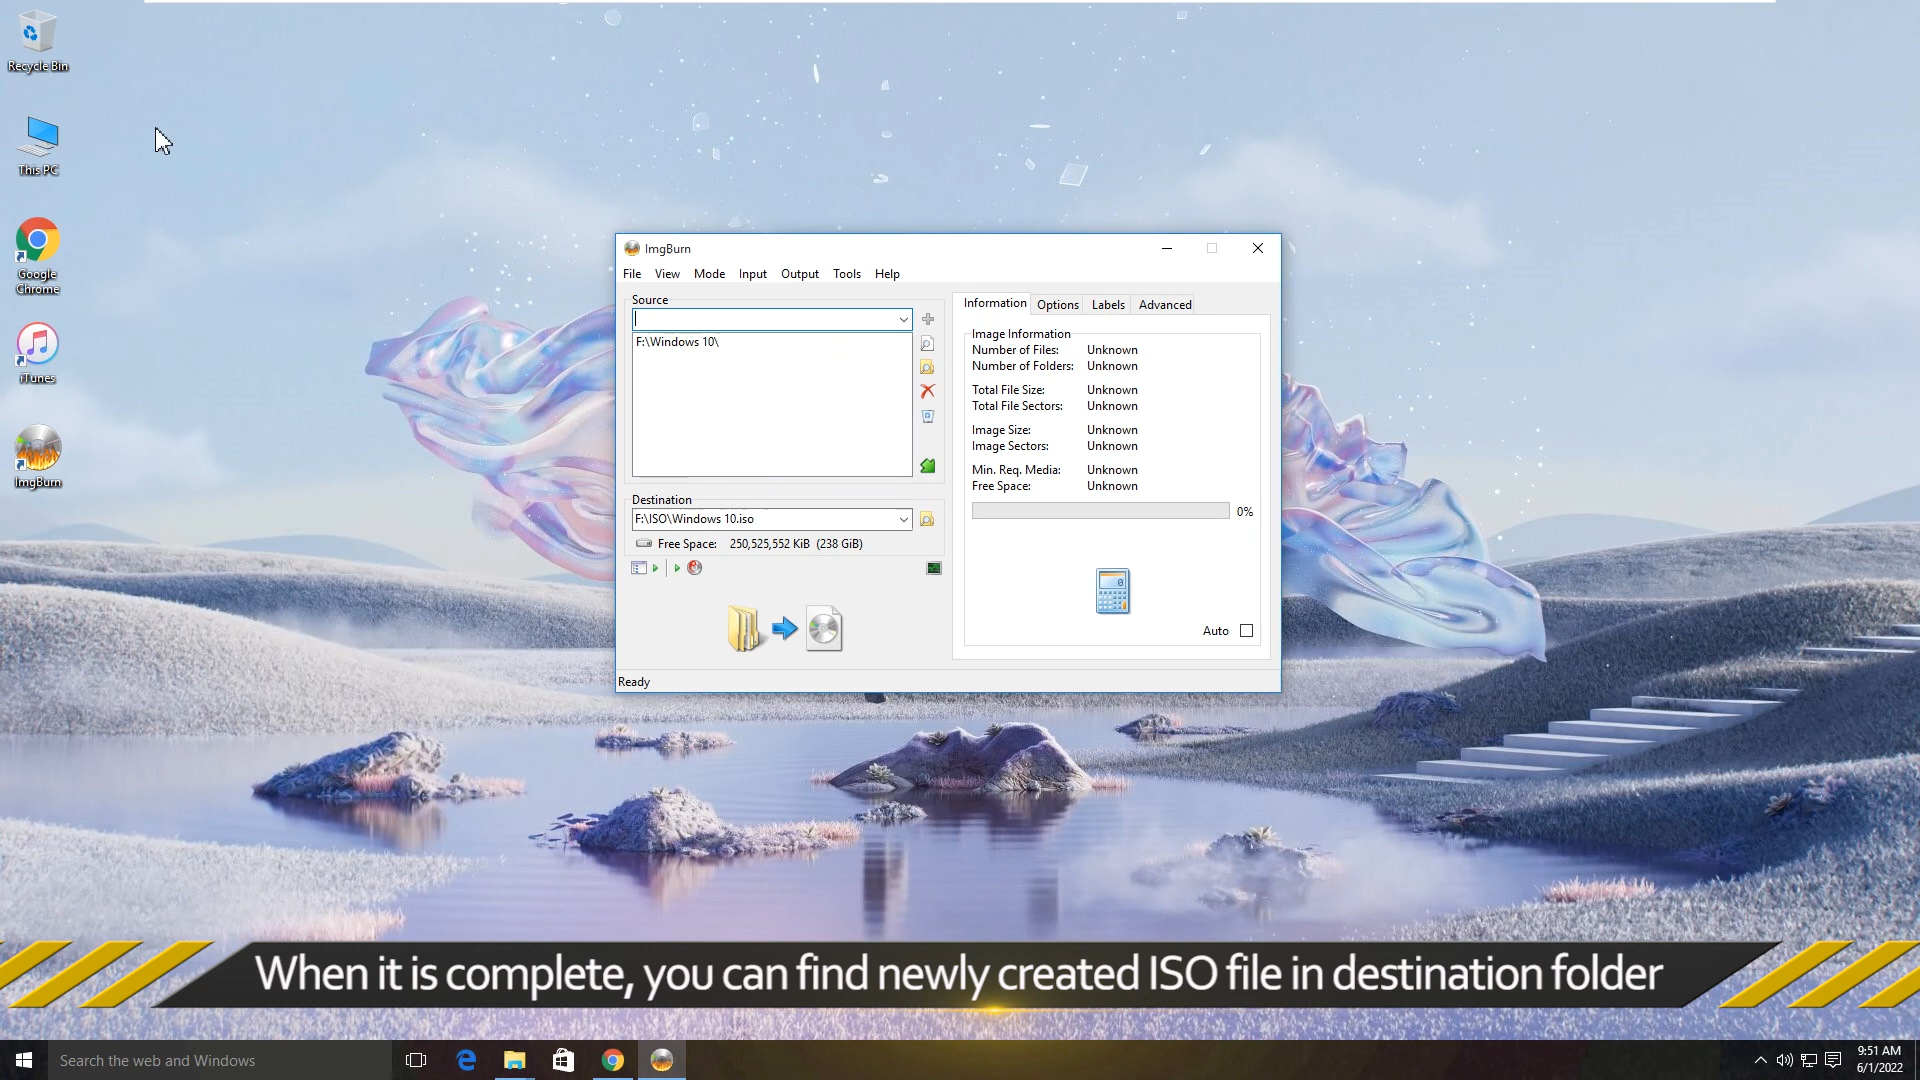 Recycle Bin
This PC
Google
Chrome
iTunes
ImgBurn
ImgBurn
File View Mode Input Output Tools Help
Source
F:\Windows 10\
Destination
F:\ISO\Windows 10.iso
Free Space: 250,525,552 KiB (238 GiB)
Ready
Information Options Labels Advanced
Image Information
Number of Files: Unknown
Number of Folders: Unknown
Total File Size: Unknown
Total File Sectors: Unknown
Image Size: Unknown
Image Sectors: Unknown
Min. Req. Media: Unknown
Free Space: Unknown
0%
0
Auto
When it is complete, you can find newly created ISO file in destination folder
Search the web and Windows
9:51 AM
6/1/2022